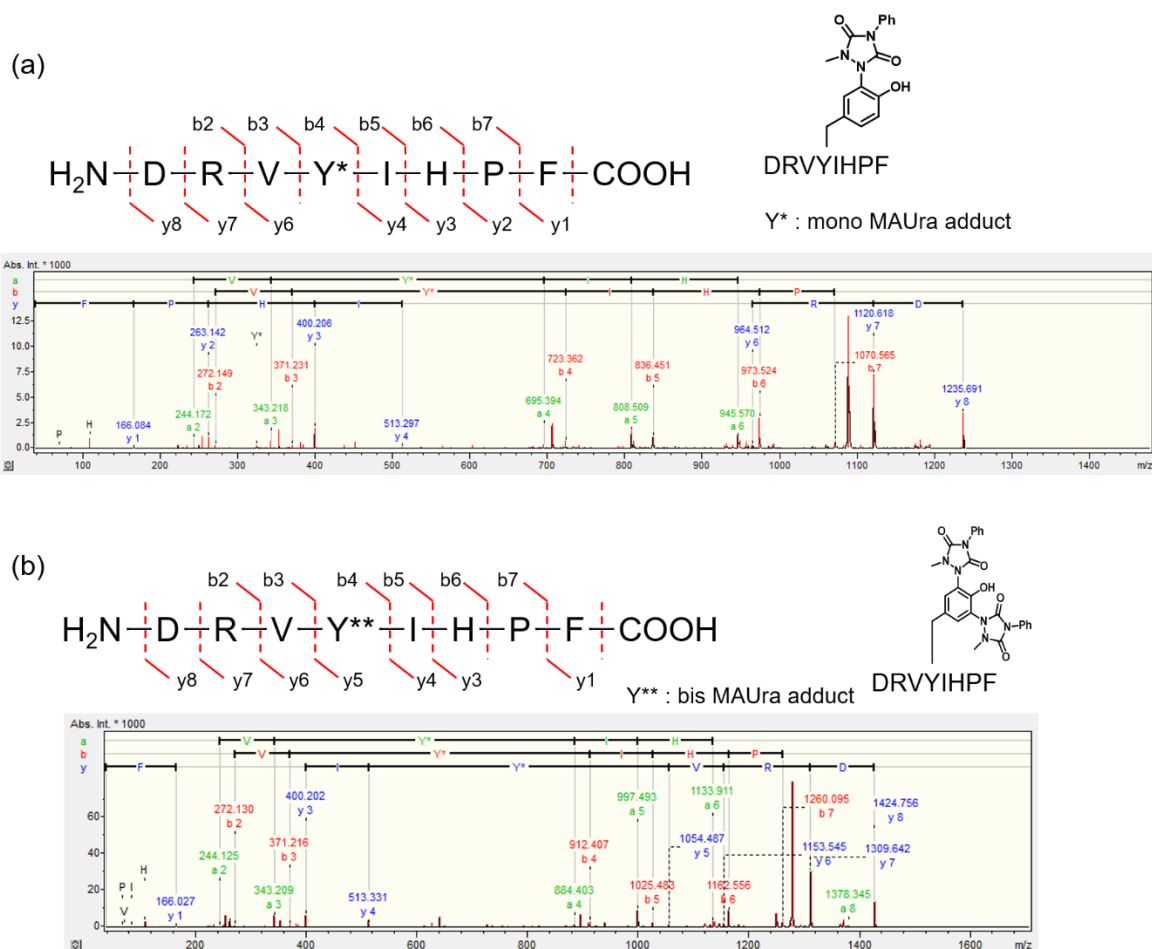 (a)
O
N-Ph
N
N
O
OH
DRVYIHPF
Y* : mono MAUra adduct
b2 b3 b4 b5 b6 b7
H2N D R V Y* I H P F COOH
y8 y7 y6 y4 y3 y2 y1
Abs. Int. * 1000
a V Y* I H
b V Y* I H P
y F P H I R D
12.5
10.0
7.5
5.0
2.5
0.0
P
H
166.084
y 1
244.172
a 2
263.142
y 2
272.149
b 2
Y*
343.218
a 3
371.231
b 3
400.206
y 3
513.297
y 4
695.394
a 4
723.362
b 4
808.509
a 5
836.451
b 5
945.570
a 6
964.512
y 6
973.524
b 6
1070.565
b 7
1120.618
y 7
1235.691
y 8
100 200 300 400 500 600 700 800 900 1000 1100 1200 1300 1400 m/z
(b)
O
N-Ph
N
N
O
OH
O
N
N
N-Ph
O
DRVYIHPF
Y** : bis MAUra adduct
b2 b3 b4 b5 b6 b7
H2N D R V Y** I H P F COOH
y8 y7 y6 y5 y4 y3 y1
Abs. Int. * 1000
a V Y* I H
b V Y* I H P
y F I Y* V R D
60
40
20
0
P I
V
H
166.027
y 1
244.125
a 2
272.130
b 2
343.209
a 3
371.216
b 3
400.202
y 3
513.331
y 4
884.403
a 4
912.407
b 4
997.493
a 5
1025.483
b 5
1054.487
y 5
1133.911
a 6
1153.545
y 6
1162.556
b 6
1260.095
b 7
1309.642
y 7
1378.345
a 8
1424.756
y 8
200 400 600 800 1000 1200 1400 1600 m/z